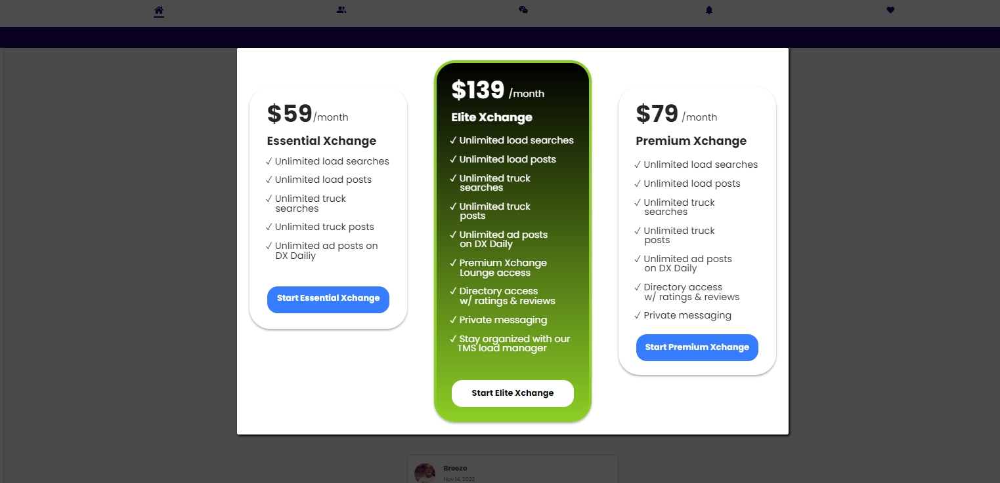 $59/month
Essential Xchange
✓ Unlimited load searches
✓ Unlimited load posts
✓ Unlimited truck
searches
✓ Unlimited truck posts
✓ Unlimited ad posts on
DX Dailiy
Start Essential Xchange
$139 /month
Elite Xchange
✓ Unlimited load searches
✓ Unlimited load posts
✓ Unlimited truck
searches
✓ Unlimited truck
posts
✓ Unlimited ad posts
on DX Daily
✓ Premium Xchange
Lounge access
✓ Directory access
w/ ratings & reviews
✓ Private messaging
✓ Stay organized with our
TMS load manager
Start Elite Xchange
$79 /month
Premium Xchange
✓ Unlimited load searches
✓ Unlimited load posts
✓ Unlimited truck
searches
✓ Unlimited truck
posts
✓ Unlimited ad posts
on DX Daily
✓ Directory access
w/ ratings & reviews
✓ Private messaging
Start Premium Xchange
Breezo
Nov 14, 2023